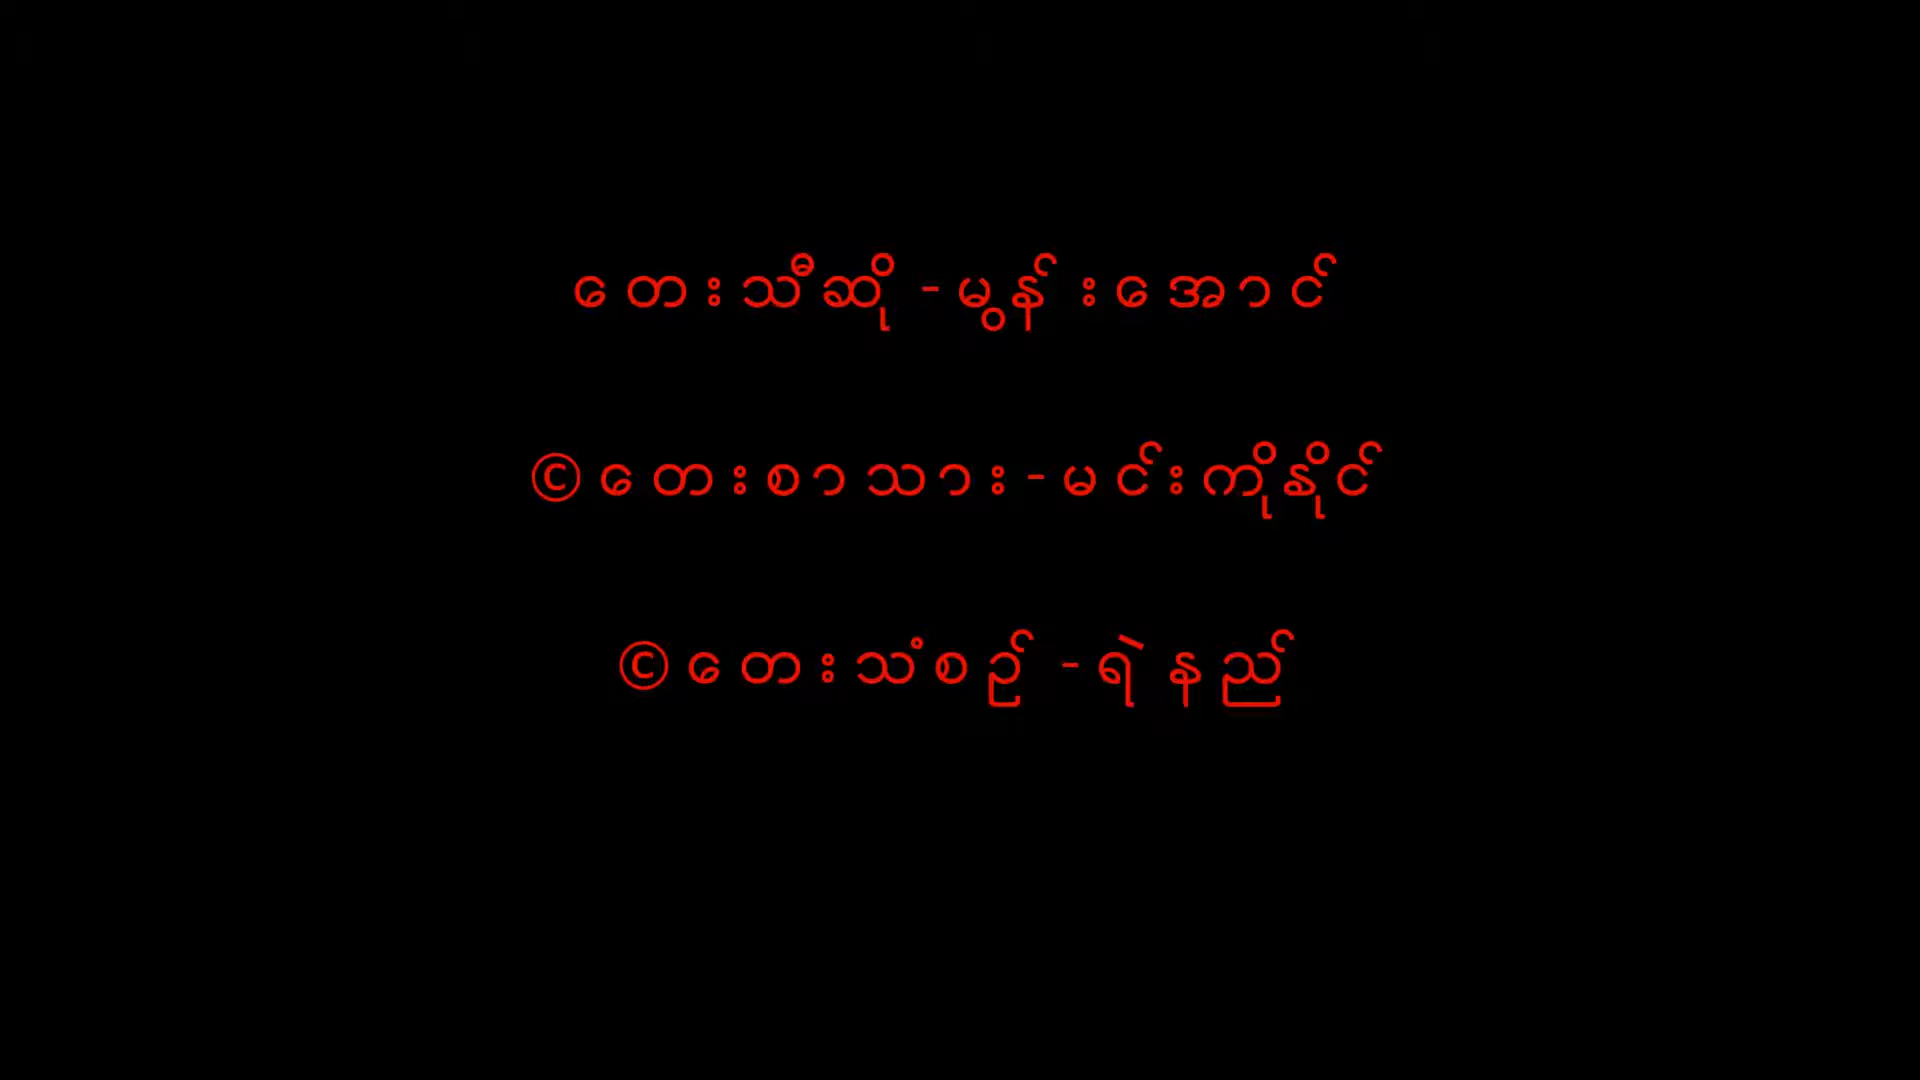 တေးသီဆို - မွန်းအောင်
© တေးစာသား - မင်းကိုနိုင်
© တေးသံစဉ် - ရဲနည်